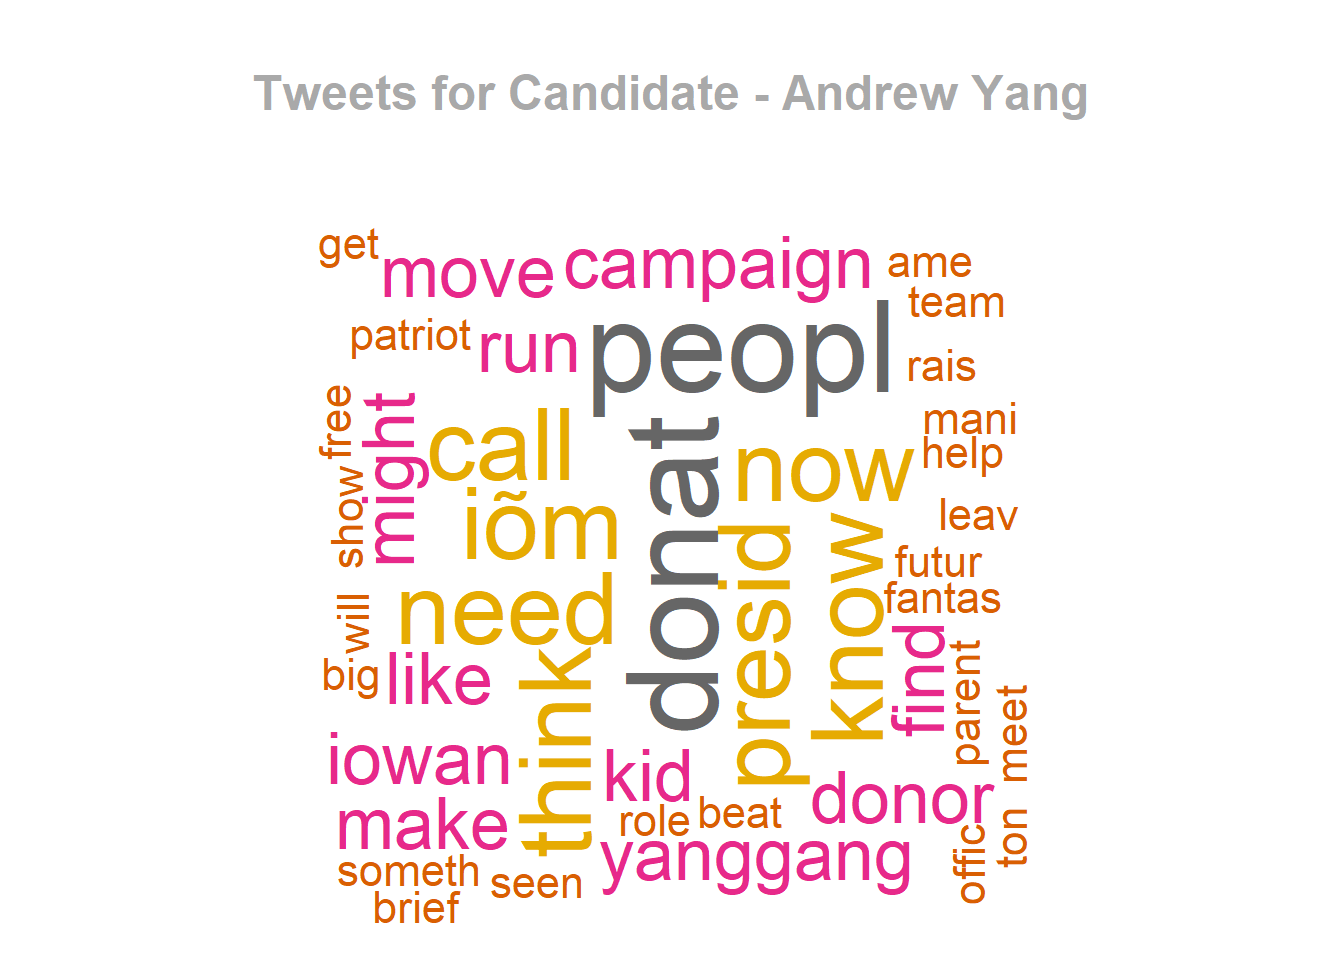 Tweets for Candidate - Andrew Yang
get
move
campaign
ame
team
patriot
run
peopl
rais
free
might
call
donat
now
mani
help
show
iõm
presid
know
leav
futur
fantas
will
need
big
like
think
find
parent
meet
iowan
kid
donor
make
role
beat
yanggang
offic
ton
someth
seen
brief